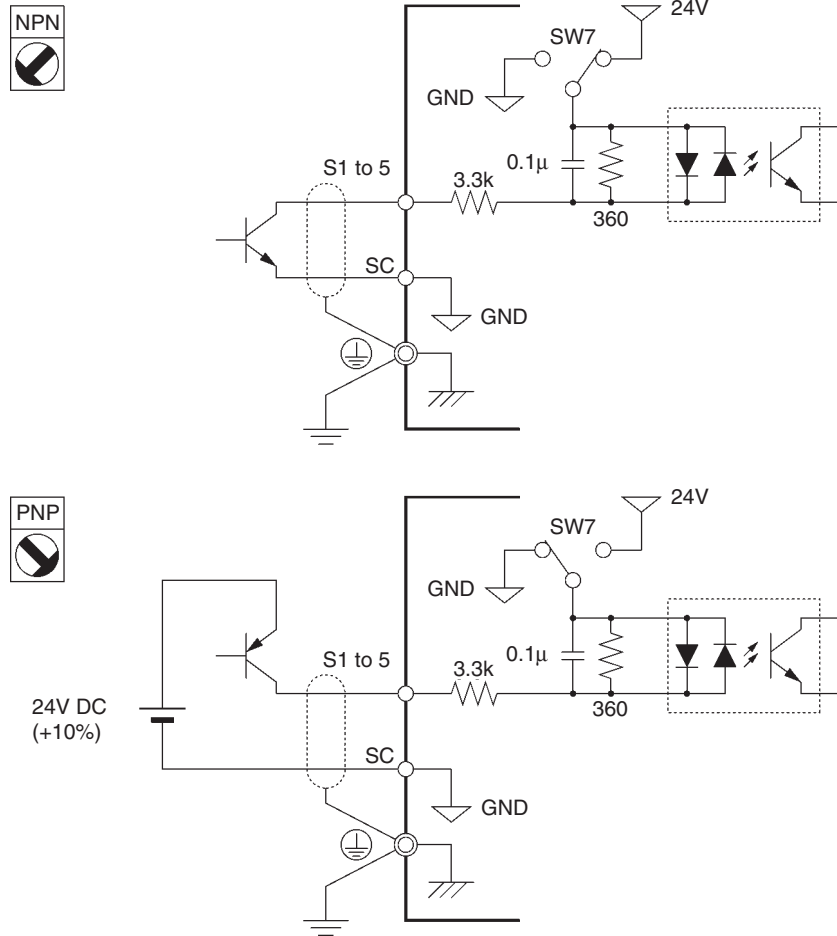 NPN
24V
SW7
GND
S1 to 5
0.1µ
3.3k
360
SC
GND
PNP
24V
SW7
GND
S1 to 5
0.1µ
3.3k
360
24V DC
(+10%)
SC
GND